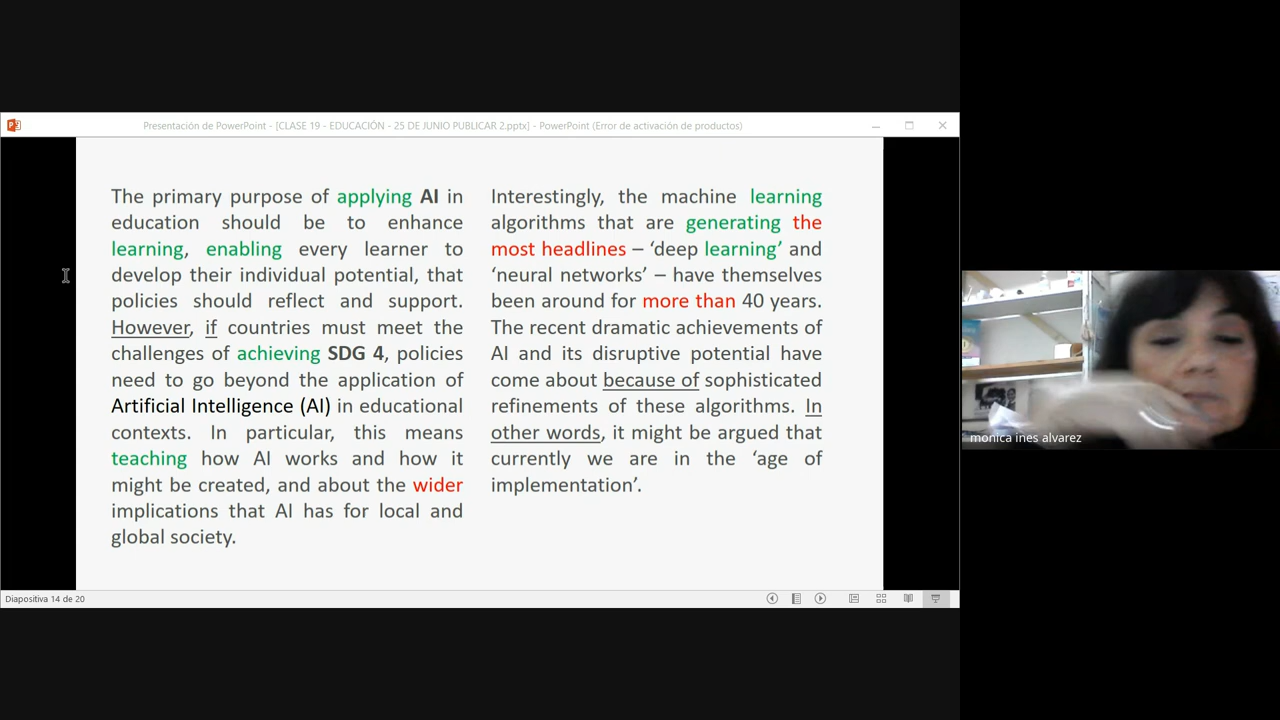 Presentación de PowerPoint - [CLASE 19 - EDUCACIÓN - 25 DE JUNIO PUBLICAR 2.pptx] - PowerPoint (Error de activación de productos)
The primary purpose of applying AI in
education should be to enhance
learning, enabling every learner to
develop their individual potential, that
policies should reflect and support.
However, if countries must meet the
challenges of achieving SDG 4, policies
need to go beyond the application of
Artificial Intelligence (AI) in educational
contexts. In particular, this means
teaching how AI works and how it
might be created, and about the wider
implications that AI has for local and
global society.
Interestingly, the machine learning
algorithms that are generating the
most headlines – ‘deep learning’ and
‘neural networks’ – have themselves
been around for more than 40 years.
The recent dramatic achievements of
AI and its disruptive potential have
come about because of sophisticated
refinements of these algorithms. In
other words, it might be argued that
currently we are in the ‘age of
implementation’.
monica ines alvarez
Diapositiva 14 de 20